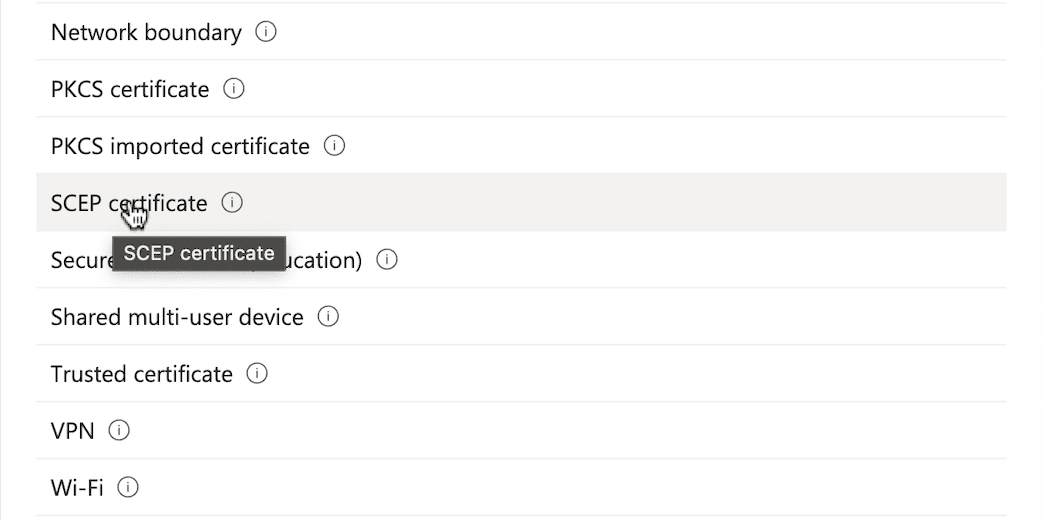 Network boundary
PKCS certificate
PKCS imported certificate
SCEP certificate
SCEP certificate
Secure ucation)
Shared multi-user device
Trusted certificate
VPN
Wi-Fi